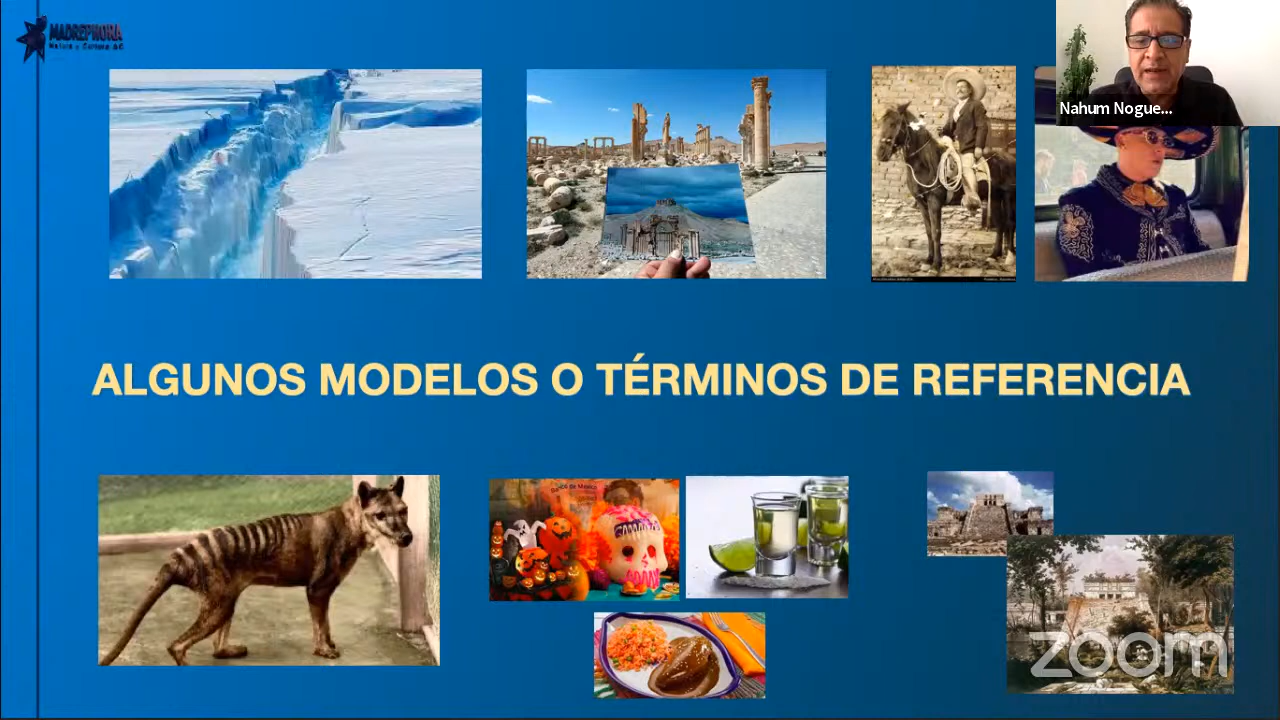 MADREPHORA
Nahum Nogue...
ALGUNOS MODELOS O TÉRMINOS DE REFERENCIA
zoom